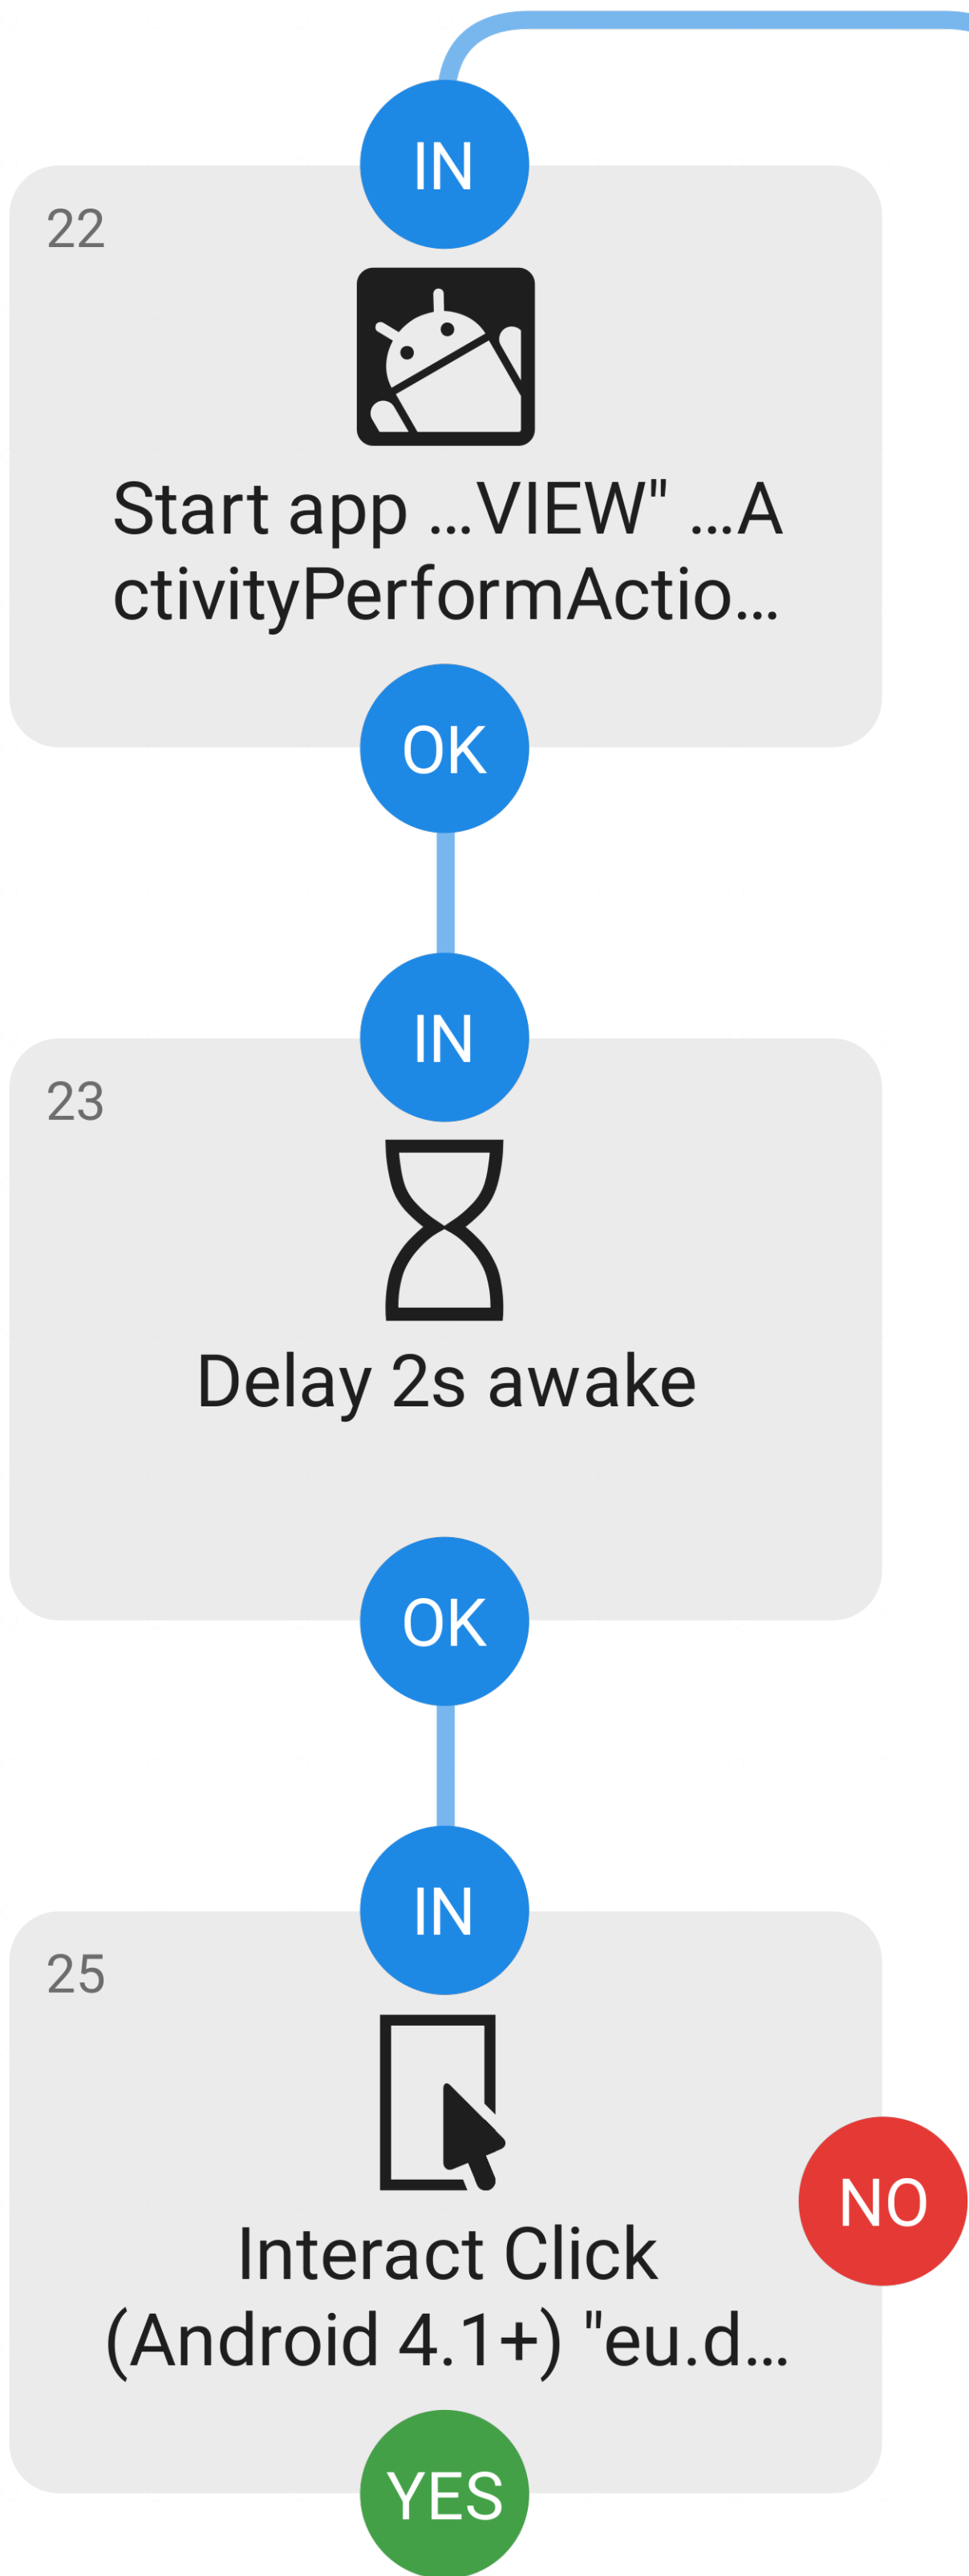 IN
22
Start app ...VIEW" ...A
ctivityPerformActio...
OK
IN
23
Delay 2s awake
OK
IN
25
NO
Interact Click
(Android 4.1+) "eu.d...
YES